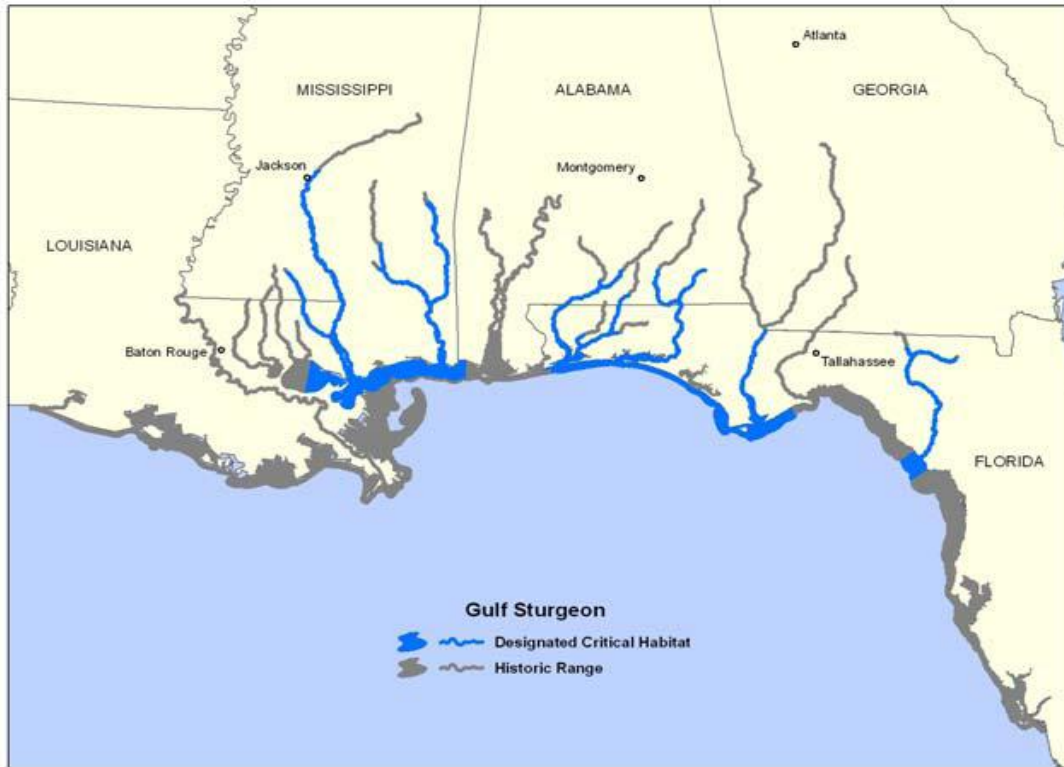 Atlanta
MISSISSIPPI
ALABAMA
GEORGIA
Jackson
Montgomery
LOUISIANA
Baton Rouge
Tallahassee
FLORIDA
Gulf Sturgeon
Designated Critical Habitat
Historic Range